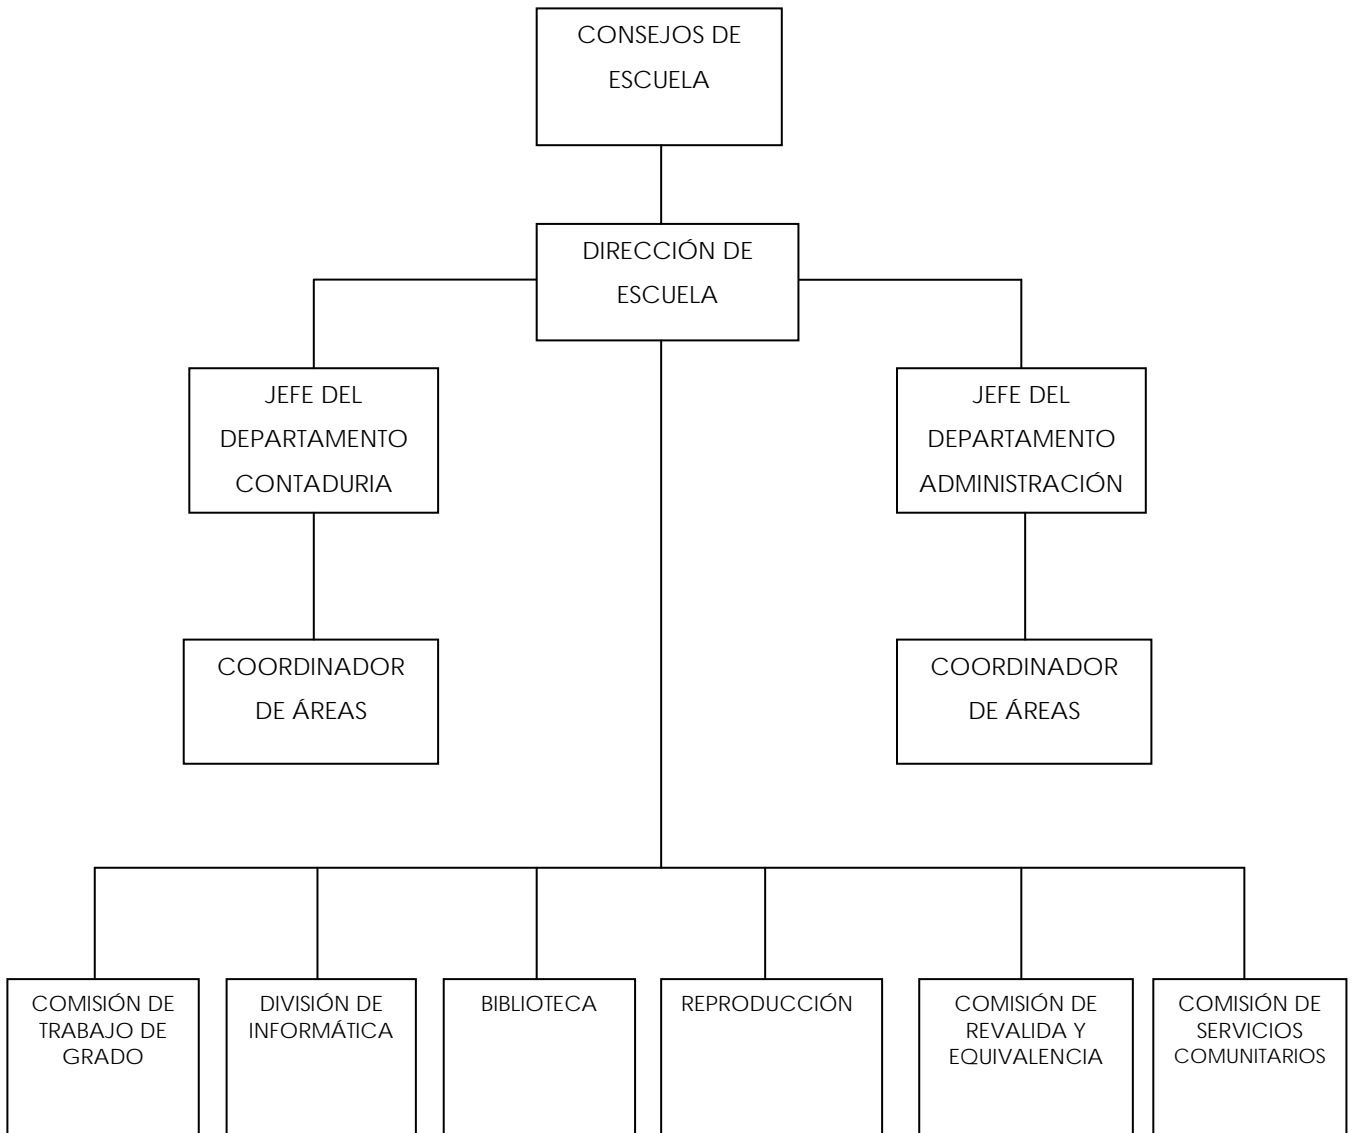 CONSEJOS DE
ESCUELA
DIRECCIÓN DE
ESCUELA
JEFE DEL
DEPARTAMENTO
CONTADURIA
JEFE DEL
DEPARTAMENTO
ADMINISTRACIÓN
COORDINADOR
DE ÁREAS
COORDINADOR
DE ÁREAS
COMISIÓN DE
TRABAJO DE
GRADO
DIVISIÓN DE
INFORMÁTICA
BIBLIOTECA
REPRODUCCIÓN
COMISIÓN DE
REVALIDA Y
EQUIVALENCIA
COMISIÓN DE
SERVICIOS
COMUNITARIOS